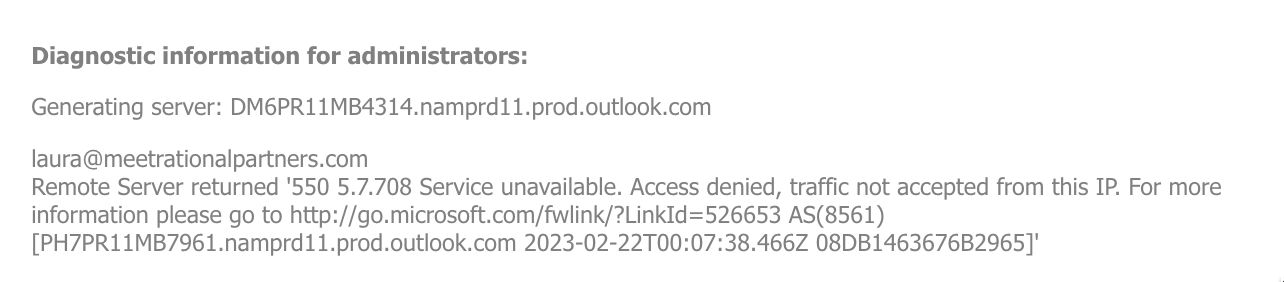 Diagnostic information for administrators:
Generating server: DM6PR11MB4314.namprd11.prod.outlook.com
laura@meetrationalpartners.com
Remote Server returned '550 5.7.708 Service unavailable. Access denied, traffic not accepted from this IP. For more
information please go to http://go.microsoft.com/fwlink/?LinkId=526653 AS(8561)
[PH7PR11MB7961.namprd11.prod.outlook.com 2023-02-22T00:07:38.466Z 08DB1463676B2965]'